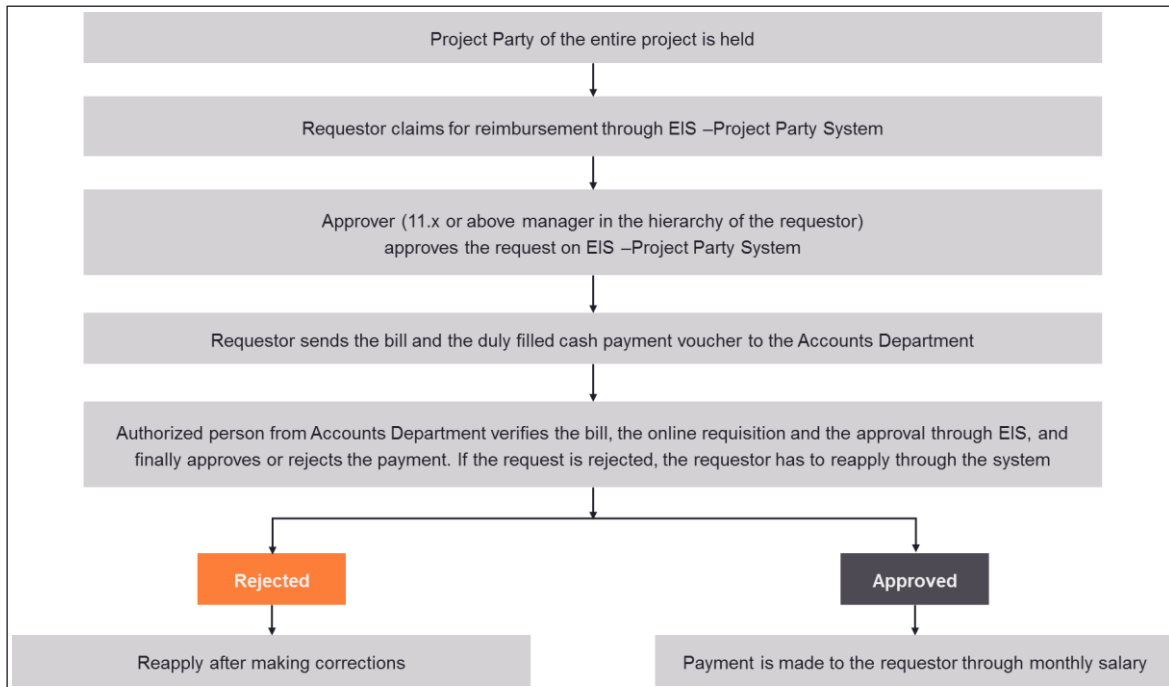 Project Party of the entire project is held
Requestor claims for reimbursement through EIS –Project Party System
Approver (11.x or above manager in the hierarchy of the requestor)
approves the request on EIS –Project Party System
Requestor sends the bill and the duly filled cash payment voucher to the Accounts Department
Authorized person from Accounts Department verifies the bill, the online requisition and the approval through EIS, and
finally approves or rejects the payment. If the request is rejected, the requestor has to reapply through the system
Rejected
Approved
Reapply after making corrections
Payment is made to the requestor through monthly salary